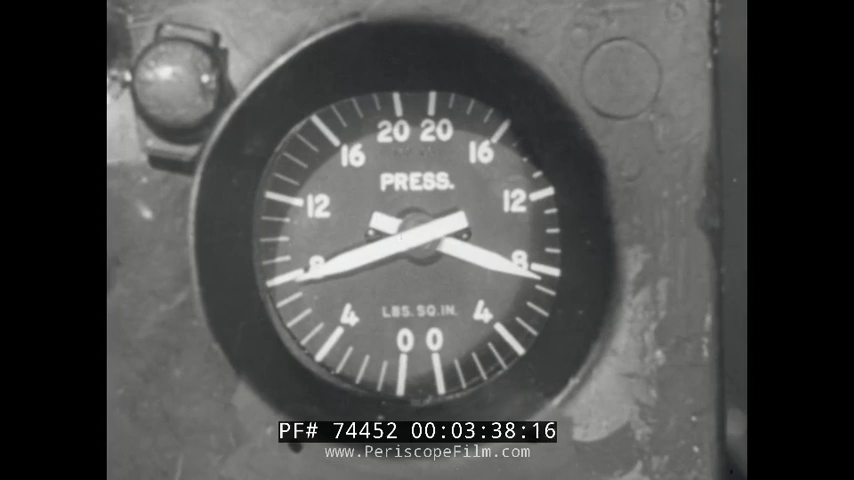 20 20
16 16
PRESS.
12 12
8 8
LBS. SQ. IN.
4 4
0 0
PF# 74452 00:03:38:16
www.PeriscopeFilm.com